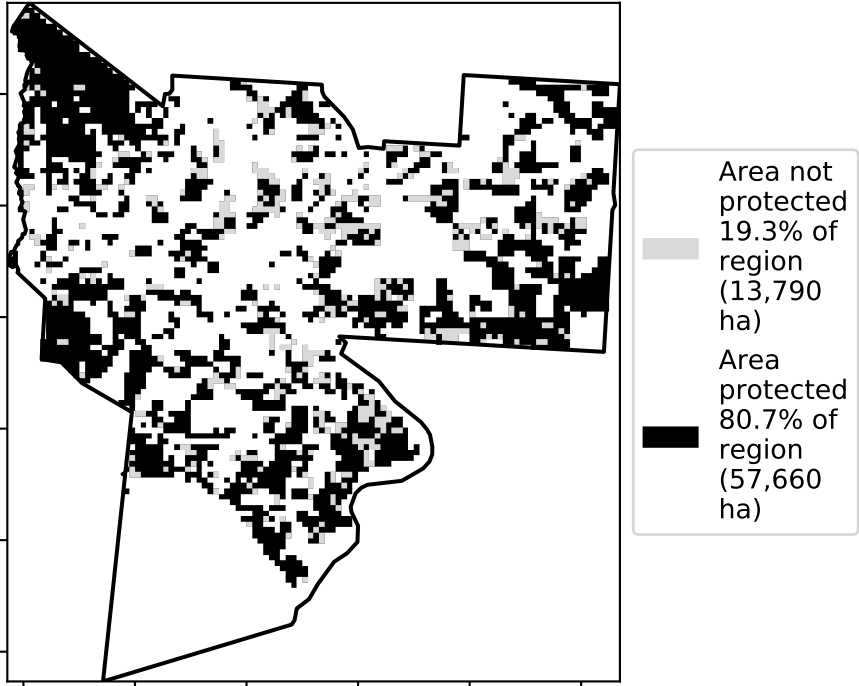 Area not
protected
19.3% of
region
(13,790
ha)
Area
protected
80.7% of
region
(57,660
ha)